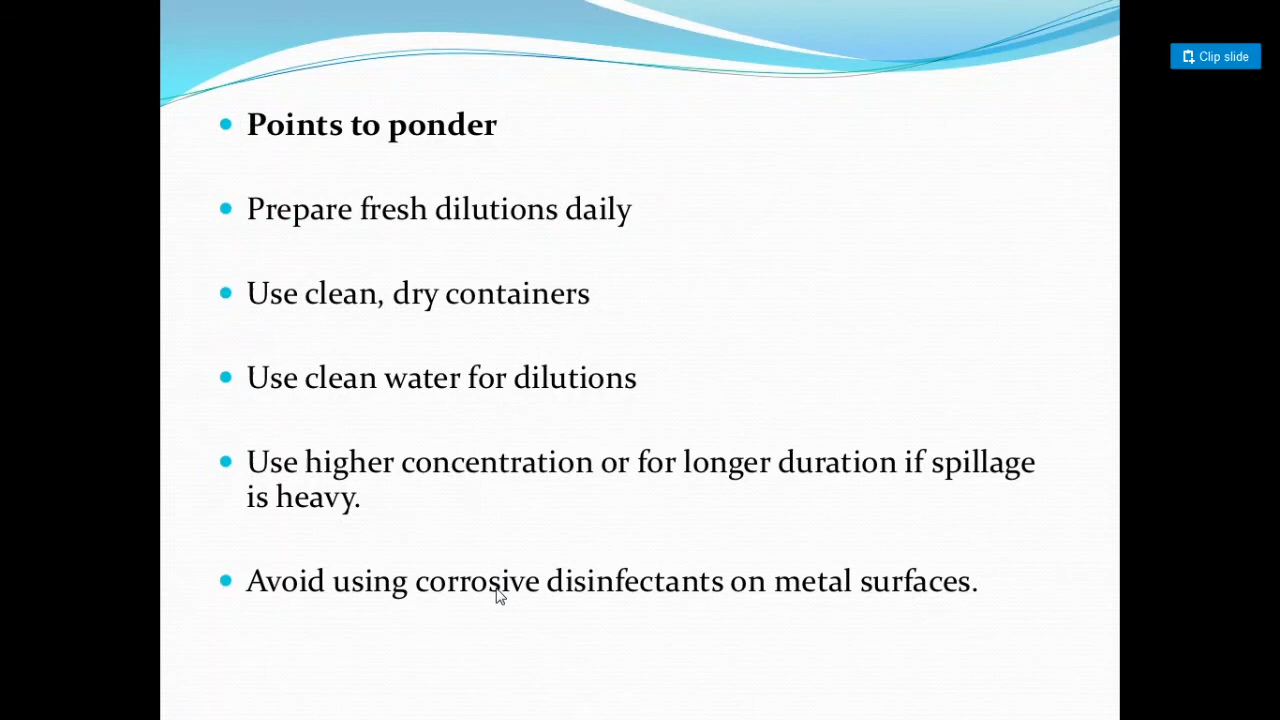 Clip slide
Points to ponder
Prepare fresh dilutions daily
Use clean, dry containers
Use clean water for dilutions
Use higher concentration or for longer duration if spillage
is heavy.
Avoid using corrosive disinfectants on metal surfaces.